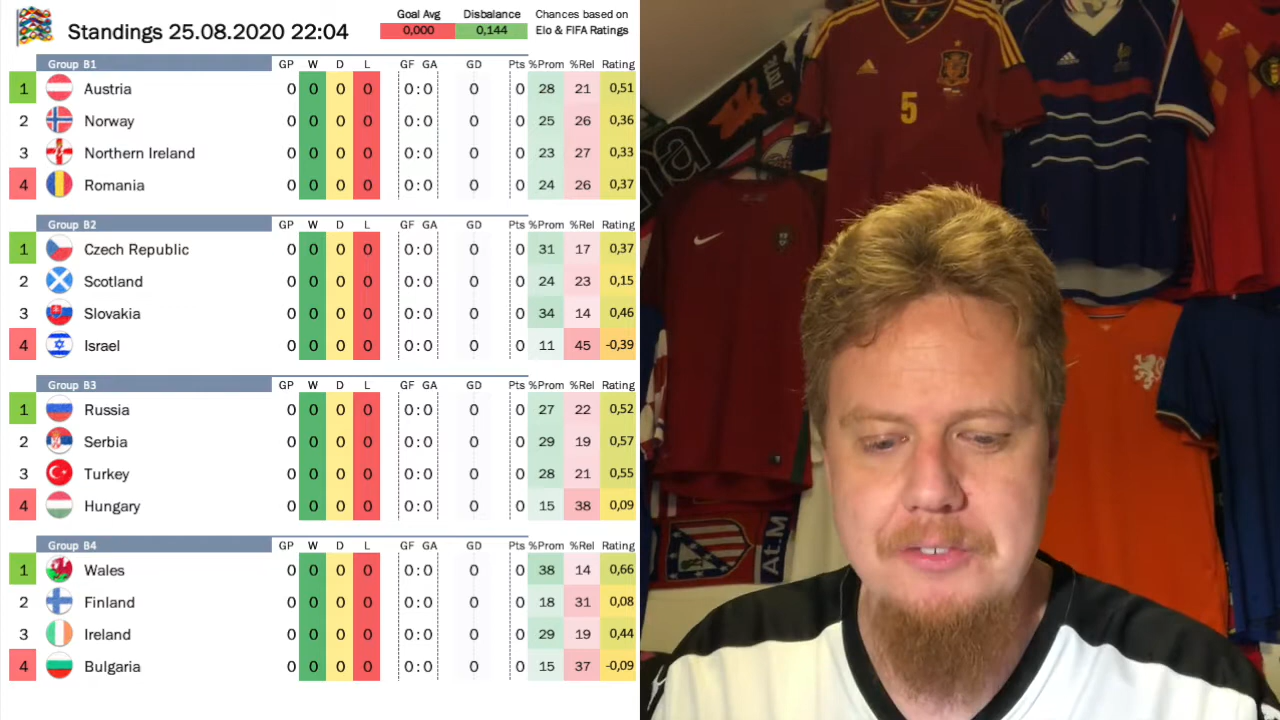 Standings 25.08.2020 22:04
Goal Avg Disbalance Chances based on
0,000 0,144 Elo & FIFA Ratings
Group B1 GP W D L GF GA GD Pts %Prom %Rel Rating
1 Austria 0 0 0 0 0:0 0 0 28 21 0,51
2 Norway 0 0 0 0 0:0 0 0 25 26 0,36
3 Northern Ireland 0 0 0 0 0:0 0 0 23 27 0,33
4 Romania 0 0 0 0 0:0 0 0 24 26 0,37
Group B2 GP W D L GF GA GD Pts %Prom %Rel Rating
1 Czech Republic 0 0 0 0 0:0 0 0 31 17 0,37
2 Scotland 0 0 0 0 0:0 0 0 24 23 0,15
3 Slovakia 0 0 0 0 0:0 0 0 34 14 0,46
4 Israel 0 0 0 0 0:0 0 0 11 45 -0,39
Group B3 GP W D L GF GA GD Pts %Prom %Rel Rating
1 Russia 0 0 0 0 0:0 0 0 27 22 0,52
2 Serbia 0 0 0 0 0:0 0 0 29 19 0,57
3 Turkey 0 0 0 0 0:0 0 0 28 21 0,55
4 Hungary 0 0 0 0 0:0 0 0 15 38 0,09
Group B4 GP W D L GF GA GD Pts %Prom %Rel Rating
1 Wales 0 0 0 0 0:0 0 0 38 14 0,66
2 Finland 0 0 0 0 0:0 0 0 18 31 0,08
3 Ireland 0 0 0 0 0:0 0 0 29 19 0,44
4 Bulgaria 0 0 0 0 0:0 0 0 15 37 -0,09
adidas
5
At.M